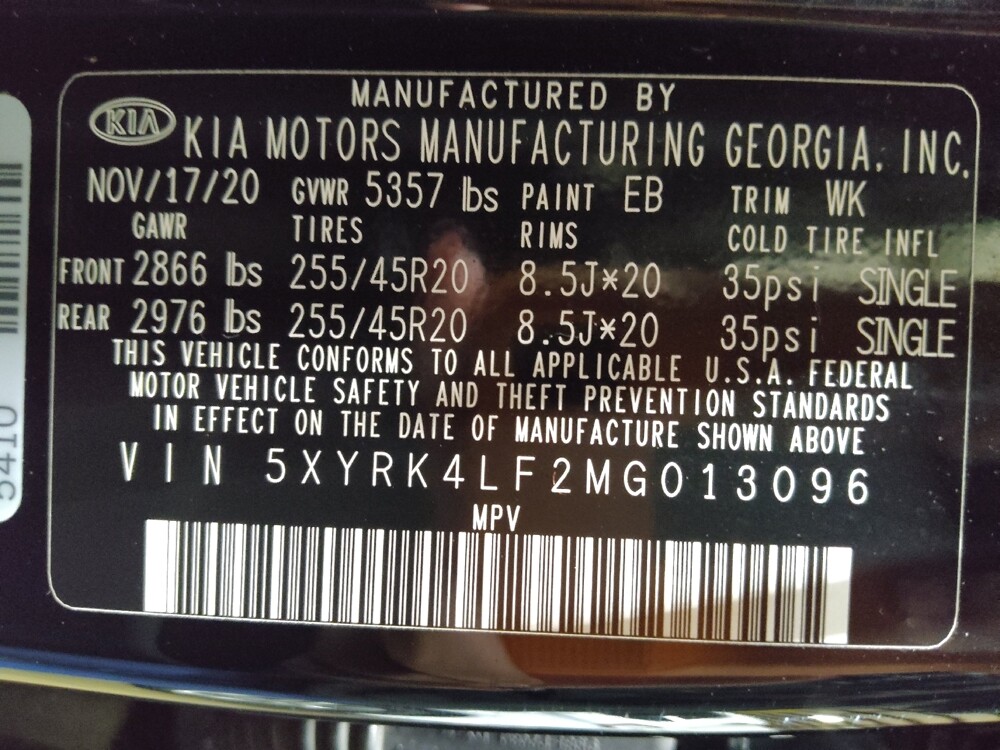 MANUFACTURED BY
KIA KIA MOTORS MANUFACTURING GEORGIA, INC.
NOV/17/20 GVWR 5357 lbs PAINT EB TRIM WK
GAWR TIRES RIMS COLD TIRE INFL
FRONT 2866 lbs 255/45R20 8.5J*20 35psi SINGLE
REAR 2976 lbs 255/45R20 8.5J*20 35psi SINGLE
THIS VEHICLE CONFORMS TO ALL APPLICABLE U.S.A. FEDERAL
MOTOR VEHICLE SAFETY AND THEFT PREVENTION STANDARDS
IN EFFECT ON THE DATE OF MANUFACTURE SHOWN ABOVE
VIN 5XYRK4LF2MG013096
MPV